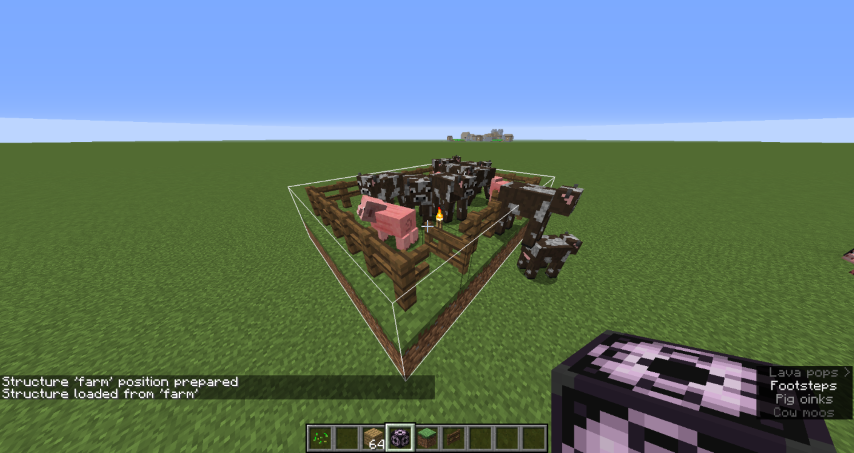 Structure 'farm' position prepared
Structure loaded from 'farm'
Lava pops >
Footsteps
Pig oinks
Cow moos
64